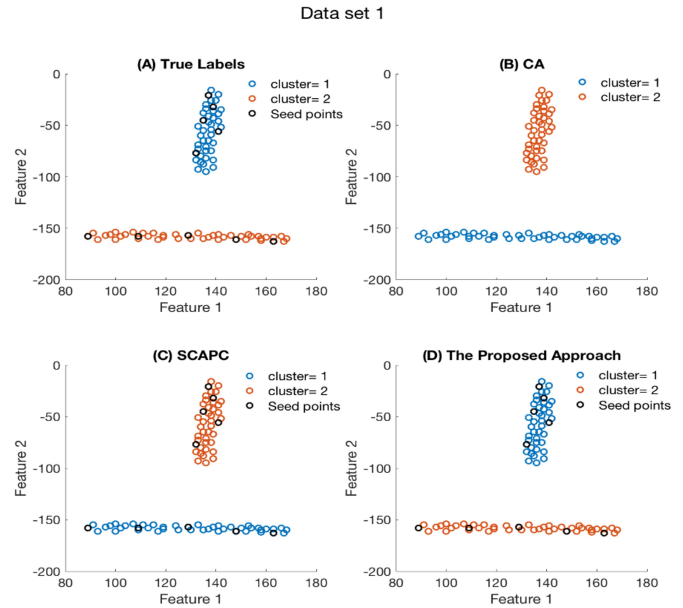 Data set 1
(A) True Labels
cluster= 1
cluster= 2
Seed points
0
-50
-100
-150
-200
Feature 2
80 100 120 140 160 180
Feature 1
(B) CA
cluster= 1
cluster= 2
0
-50
-100
-150
-200
Feature 2
80 100 120 140 160 180
Feature 1
(C) SCAPC
cluster= 1
cluster= 2
Seed points
0
-50
-100
-150
-200
Feature 2
80 100 120 140 160 180
Feature 1
(D) The Proposed Approach
cluster= 1
cluster= 2
Seed points
0
-50
-100
-150
-200
Feature 2
80 100 120 140 160 180
Feature 1